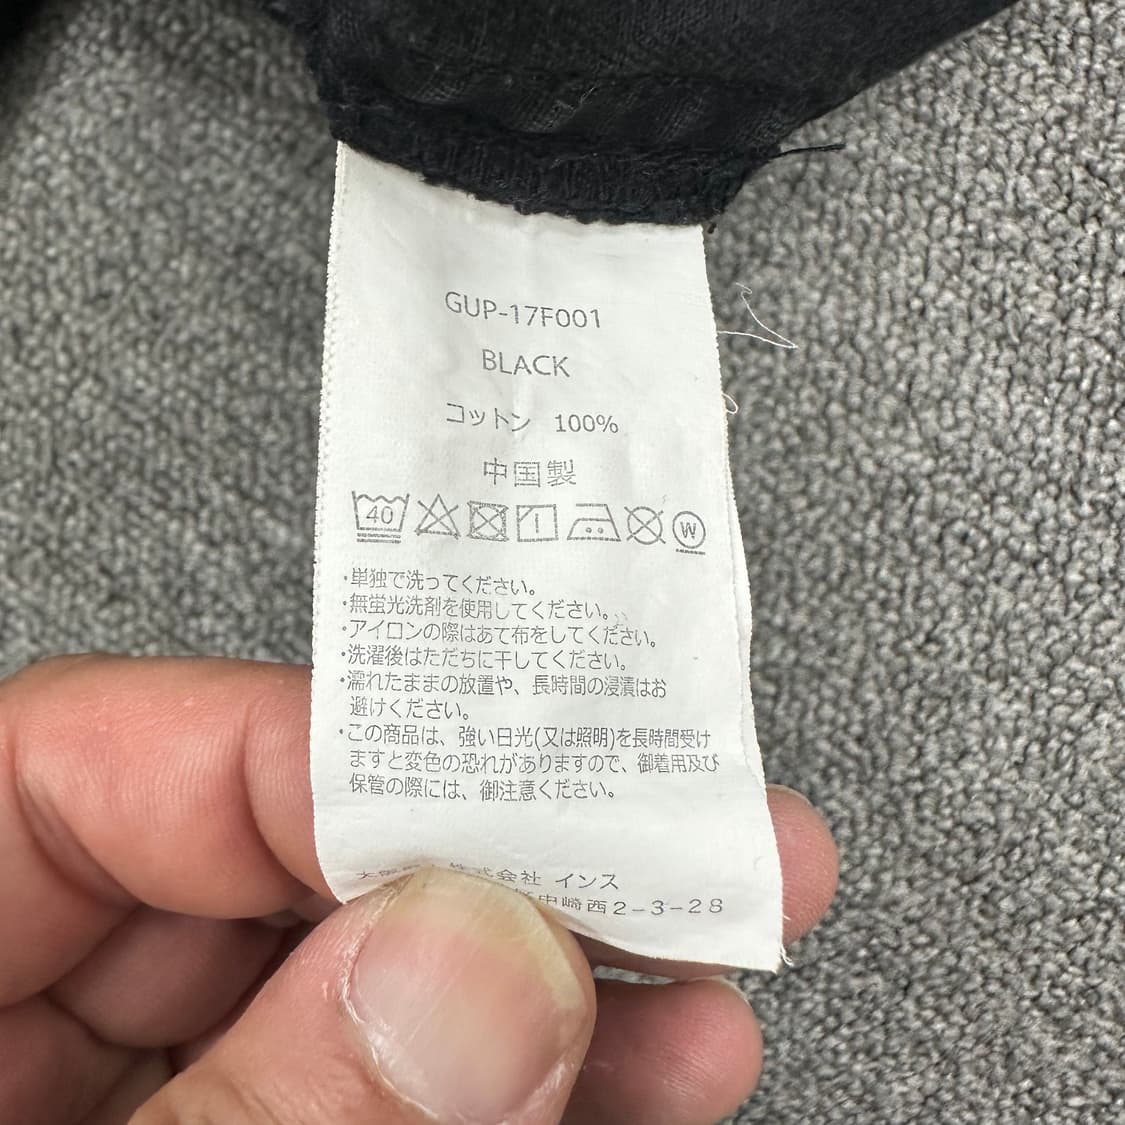 GUP-17F001
BLACK
コットン 100%
中国製
40 W
・単独で洗ってください。
・無蛍光洗剤を使用してください。
・アイロンの際はあて布をしてください。
・洗濯後はただちに干してください。
・濡れたままの放置や、長時間の浸漬はお
避けください。
・この商品は、強い日光(又は照明)を長時間受け
ますと変色の恐れがありますので、御着用及び
保管の際には、御注意ください。
株式会社 インス
中崎西2-3-28